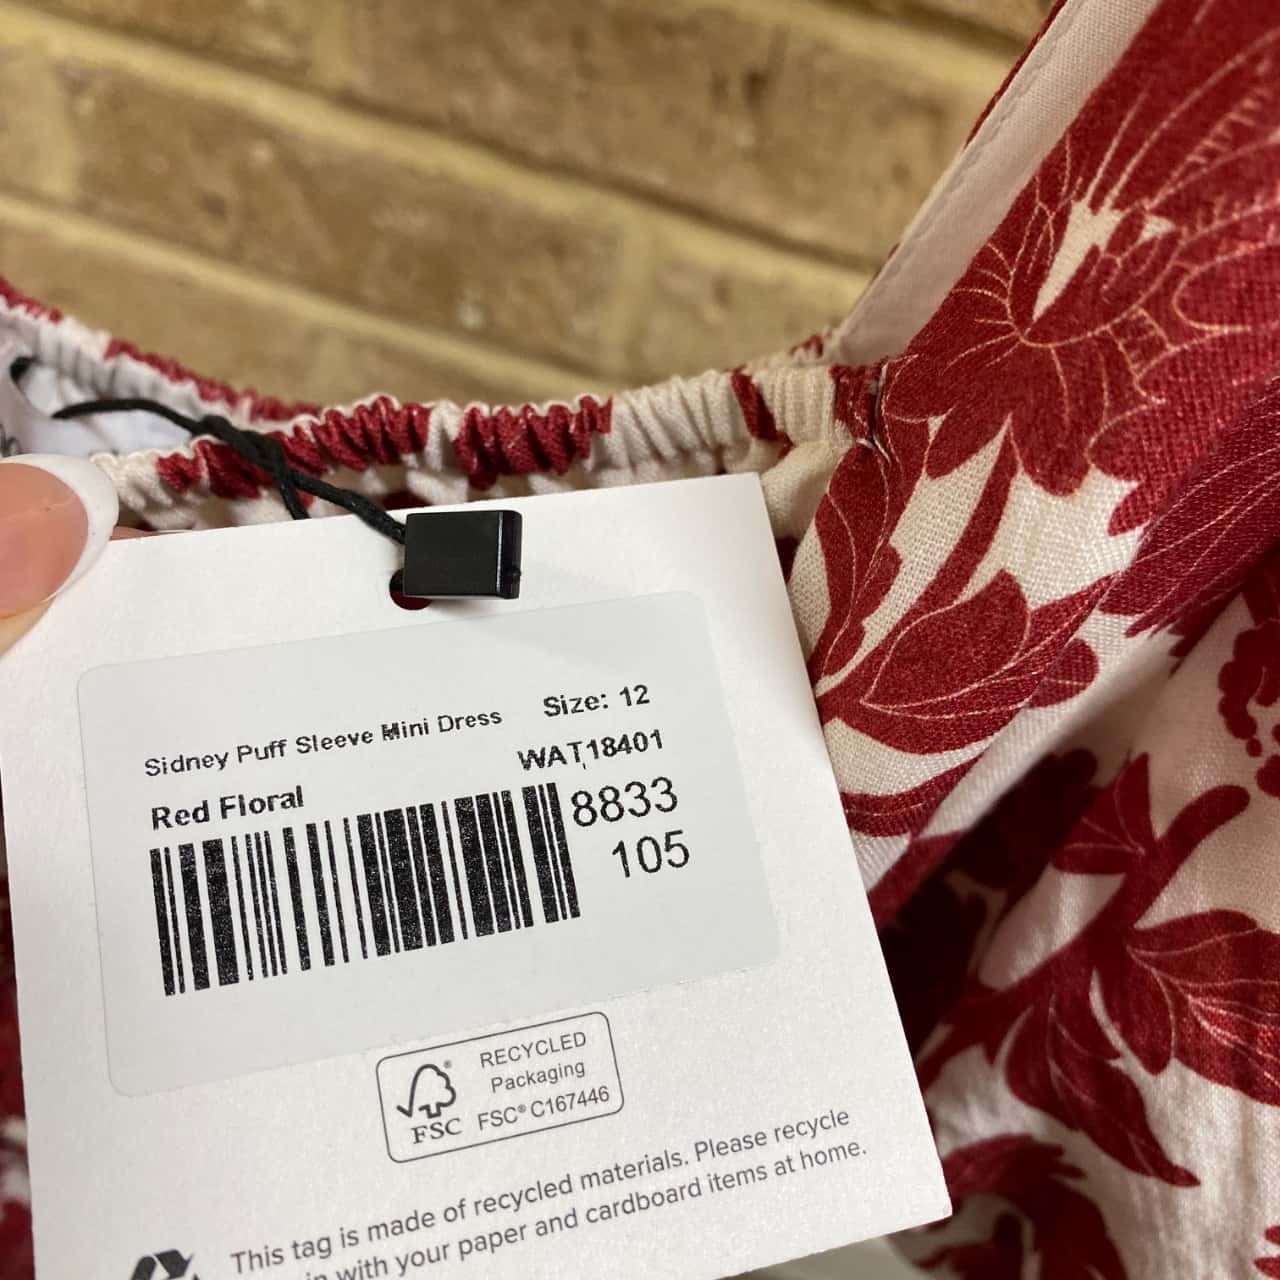 Sidney Puff Sleeve Mini Dress Size: 12
WAT18401
Red Floral
8833
105
RECYCLED
Packaging
FSC® C167446
FSC
This tag is made of recycled materials. Please recycle
with your paper and cardboard items at home.